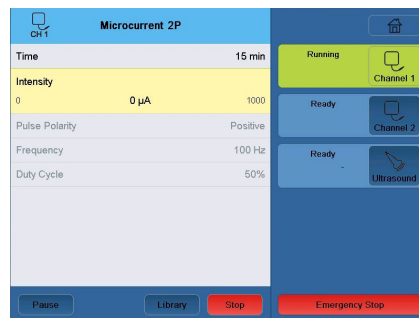 CH 1
Microcurrent 2P
Time 15 min
Intensity
0 0 µA 1000
Pulse Polarity Positive
Frequency 100 Hz
Duty Cycle 50%
Pause Library Stop
Running
Channel 1
Ready
Channel 2
Ready
-
Ultrasound
Emergency Stop